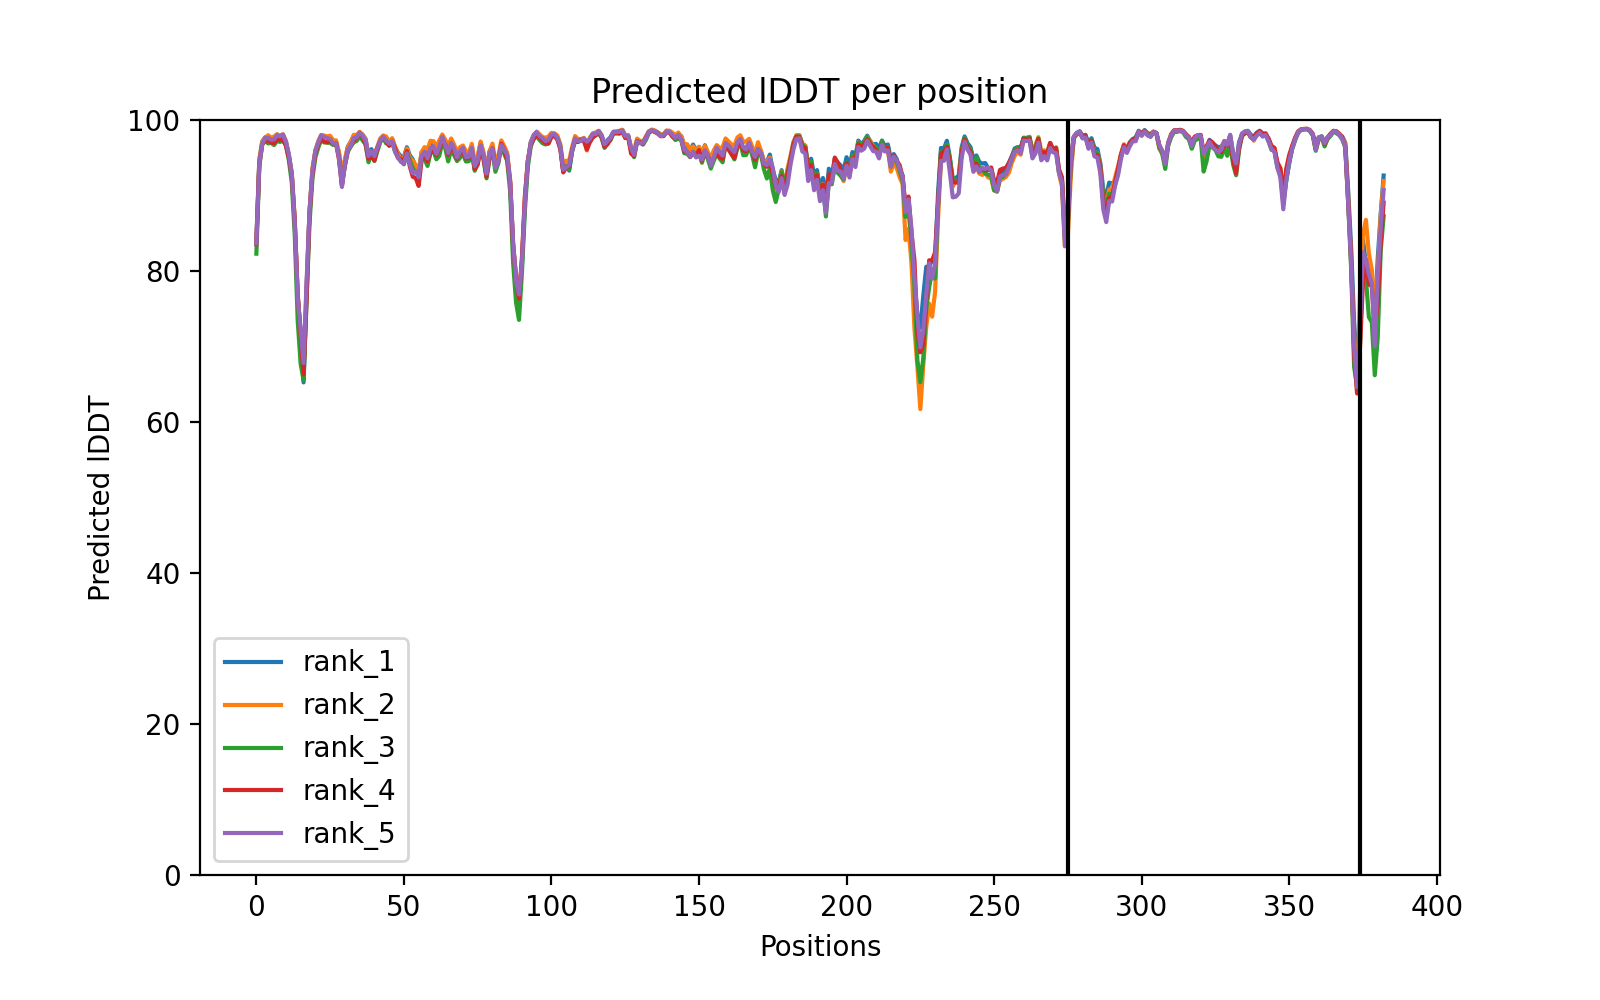 Predicted lDDT per position
Predicted lDDT
100
80
60
40
20
0
rank_1
rank_2
rank_3
rank_4
rank_5
0 50 100 150 200 250 300 350 400
Positions